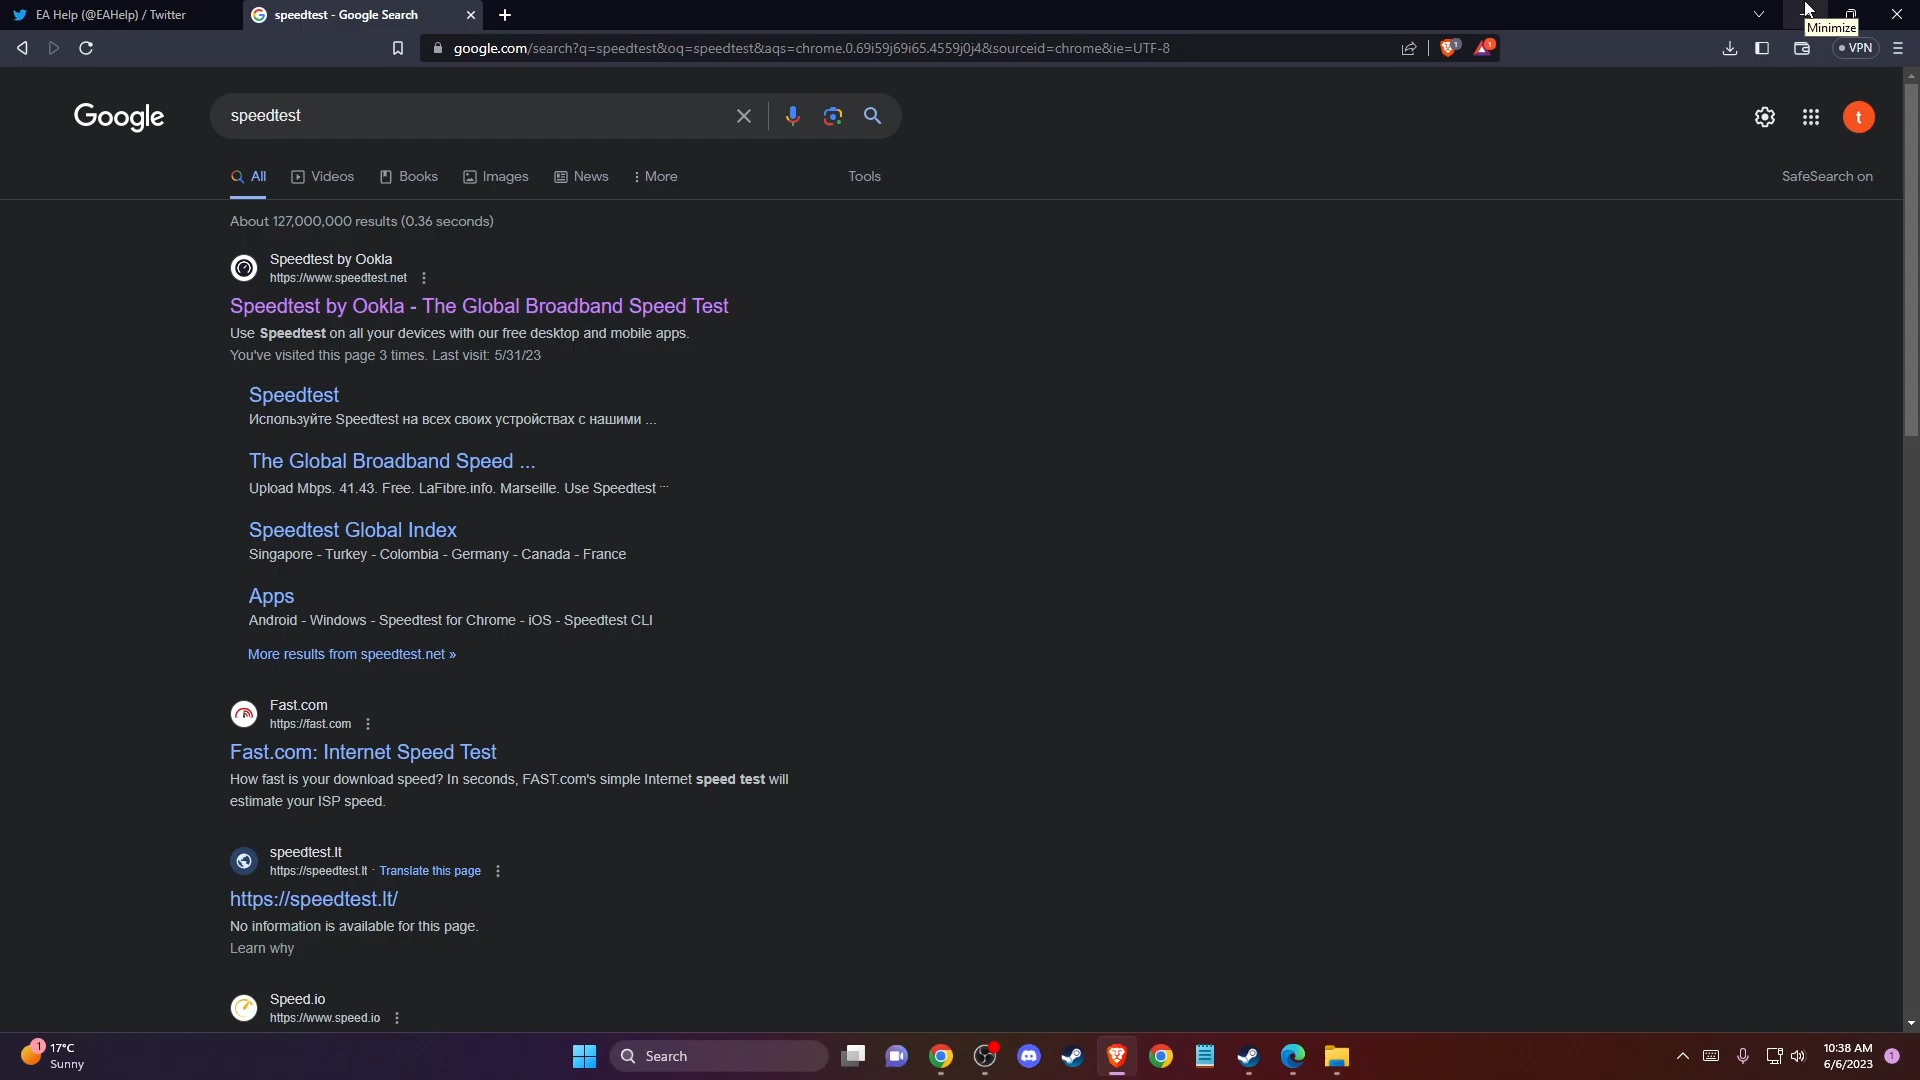 EA Help (@EAHelp) / Twitter
speedtest - Google Search
Minimize
google.com/search?q=speedtest&oq=speedtest&aqs=chrome.0.69i59j69i65.4559j0j4&sourceid=chrome&ie=UTF-8
1
1
VPN
Google
speedtest
t
All
Videos
Books
Images
News
More
Tools
SafeSearch on
About 127,000,000 results (0.36 seconds)
Speedtest by Ookla
https://www.speedtest.net
Speedtest by Ookla - The Global Broadband Speed Test
Use Speedtest on all your devices with our free desktop and mobile apps.
You've visited this page 3 times. Last visit: 5/31/23
Speedtest
Используйте Speedtest на всех своих устройствах с нашими ...
The Global Broadband Speed ...
Upload Mbps. 41.43. Free. LaFibre.info. Marseille. Use Speedtest ...
Speedtest Global Index
Singapore - Turkey - Colombia - Germany - Canada - France
Apps
Android - Windows - Speedtest for Chrome - iOS - Speedtest CLI
More results from speedtest.net »
Fast.com
https://fast.com
Fast.com: Internet Speed Test
How fast is your download speed? In seconds, FAST.com's simple Internet speed test will
estimate your ISP speed.
speedtest.lt
https://speedtest.lt · Translate this page
https://speedtest.lt/
No information is available for this page.
Learn why
Speed.io
https://www.speed.io
1
17°C
Sunny
Search
10:38 AM
6/6/2023
1